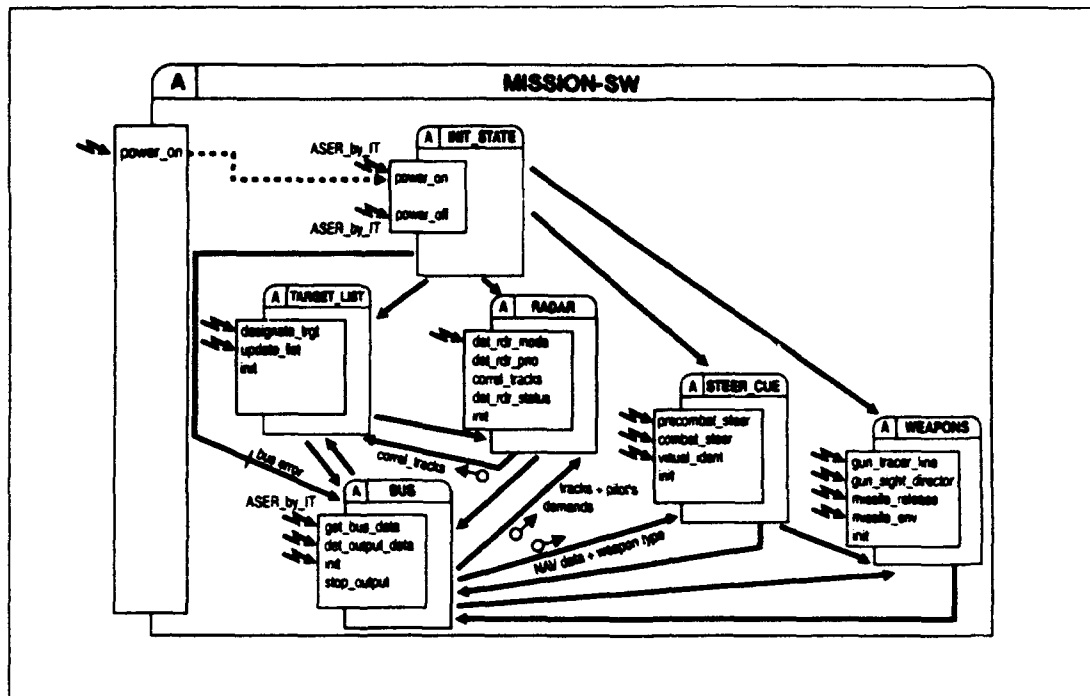 A MISSION-SW
power_on
A INIT_STATE
ASER_by_IT
power_on
power_off
ASER_by_IT
A TARGET_LIST
designate_trgt
update_list
init
A RADAR
det_rdr_mode
det_rdr_prio
correl_tracks
det_rdr_status
init
A STEER_CUE
precombat_steer
combat_steer
visual_ident
init
A WEAPONS
gun_tracer_line
gun_sight_director
missile_release
missile_env
init
bus error
correl_tracks
tracks + pilot's
demands
NAV data + weapon type
A BUS
ASER_by_IT
get_bus_data
det_output_data
init
stop_output